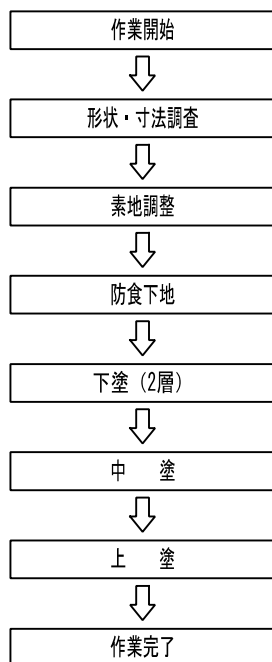 作業開始
形状・寸法調査
素地調整
防食下地
下塗（2層）
中　塗
上　塗
作業完了